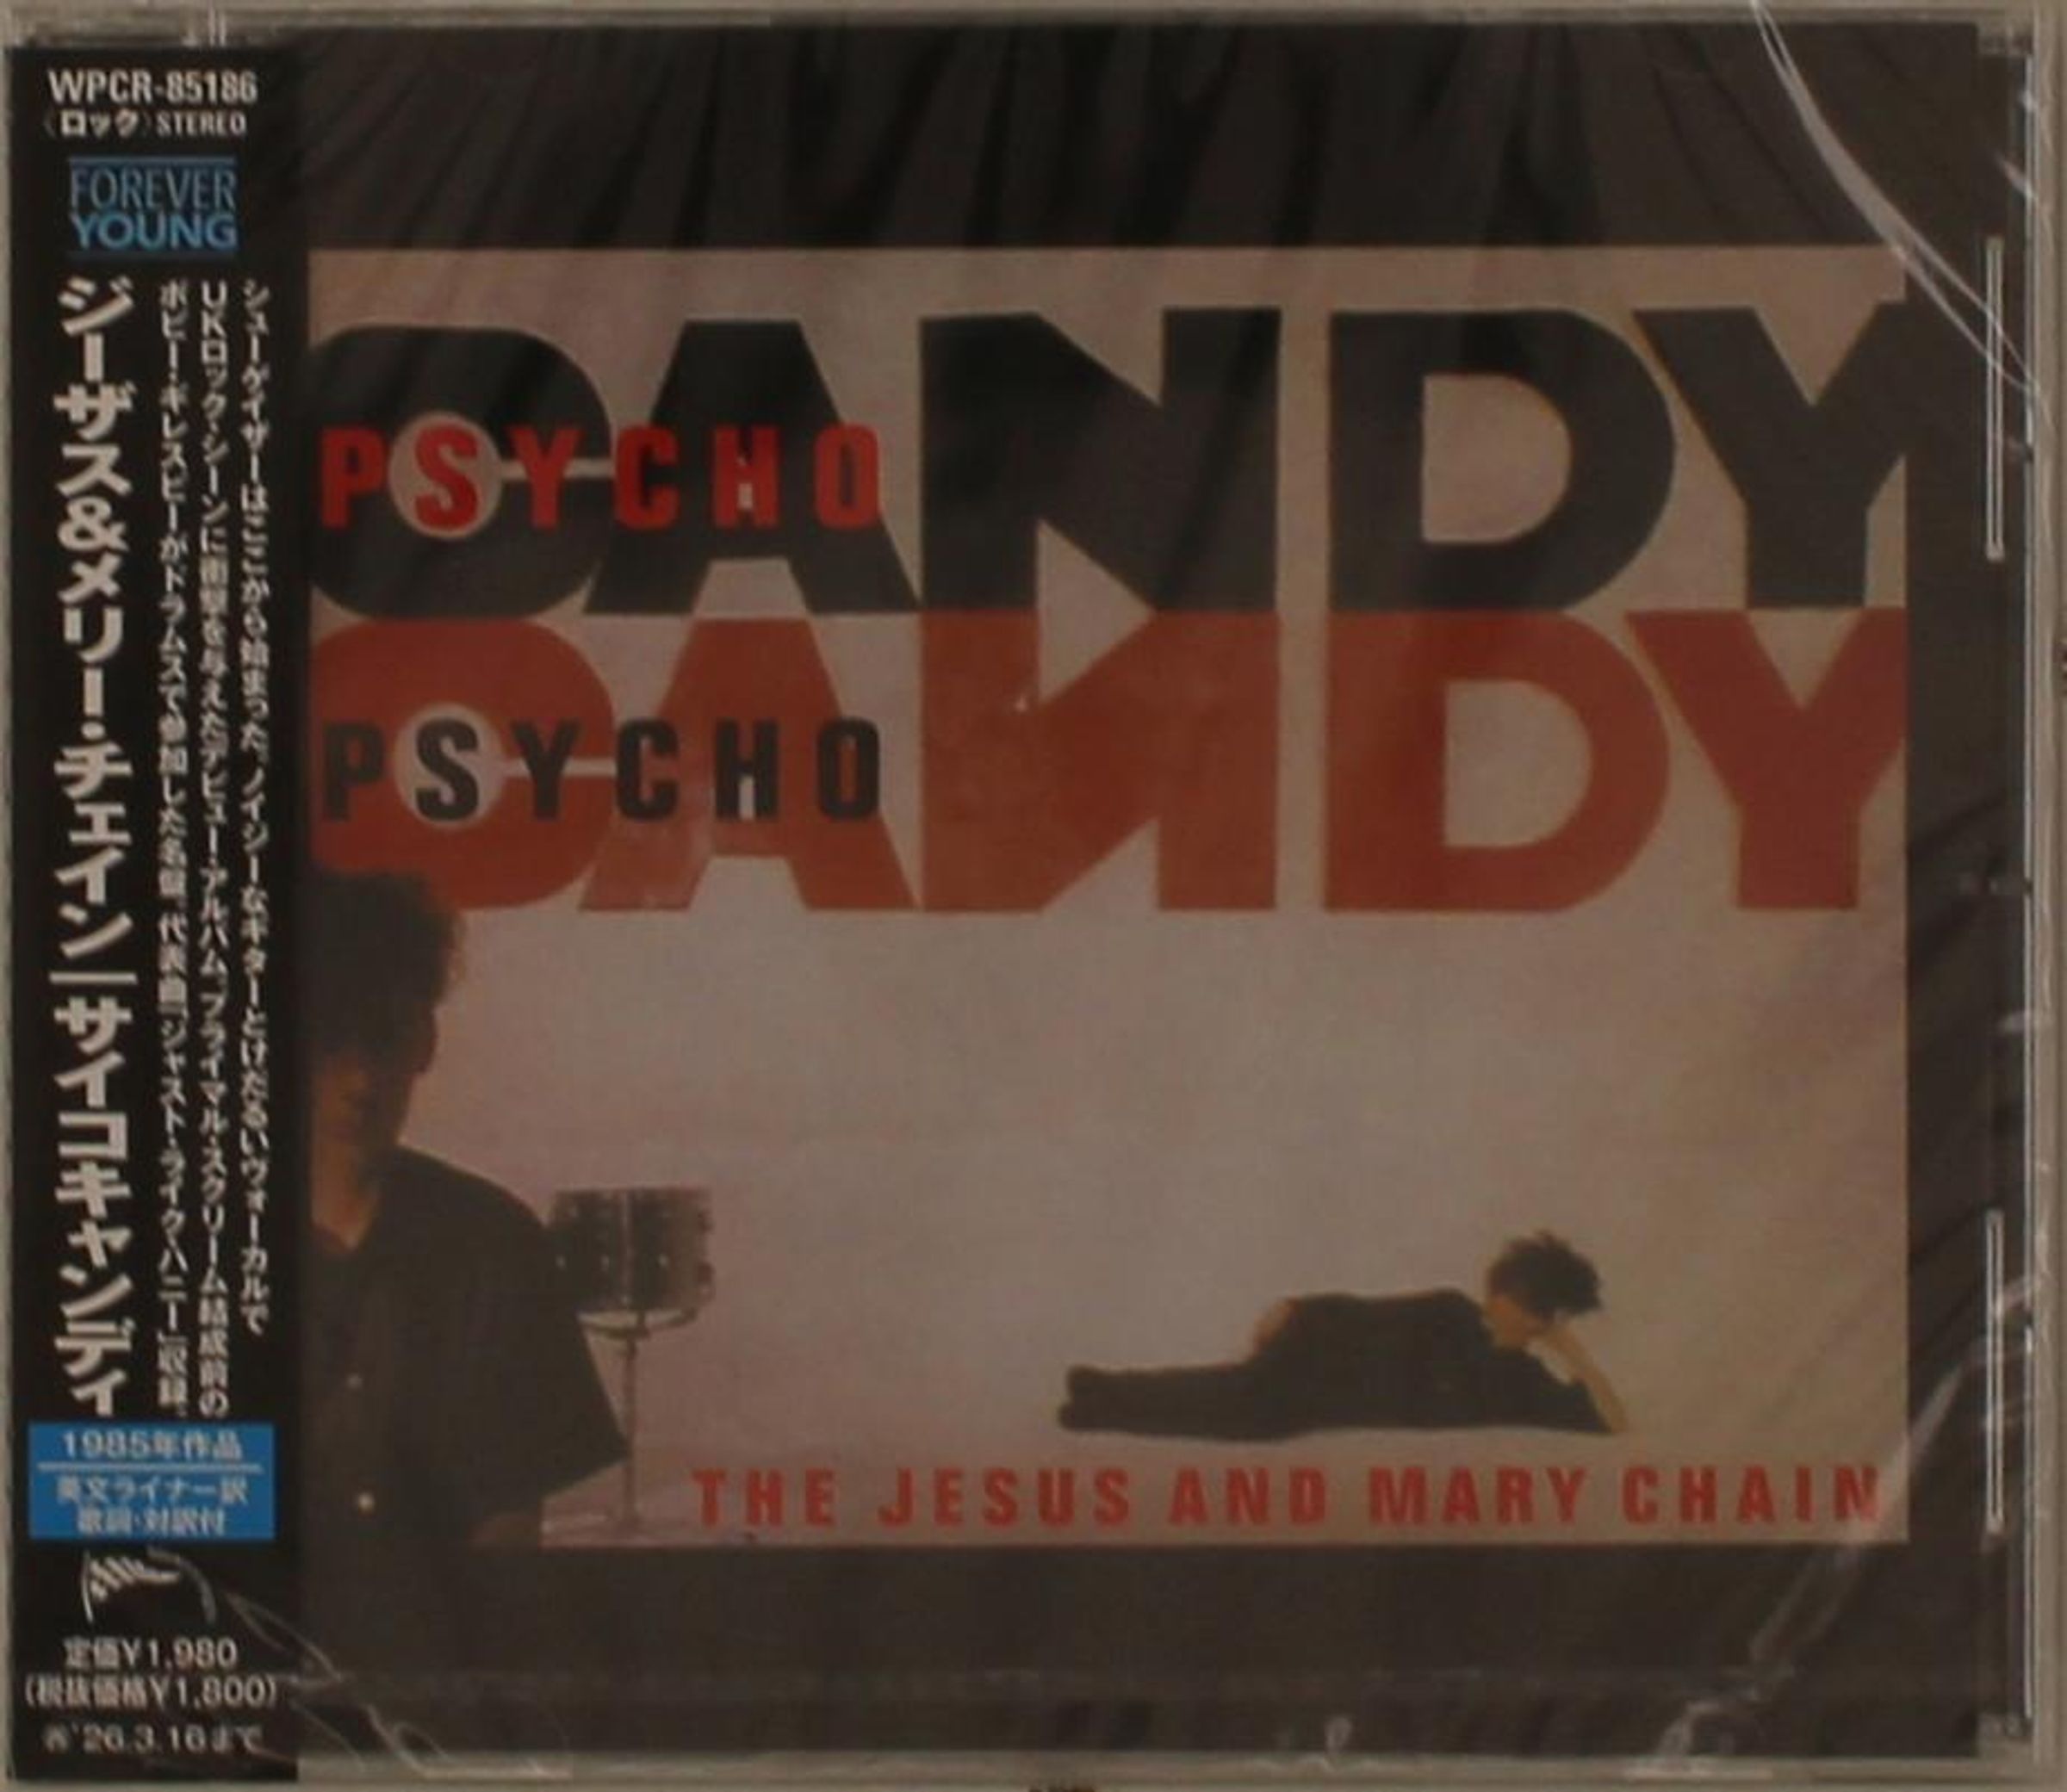 WPCR-85186
〈ロック〉STEREO
FOREVER
YOUNG
シューゲイザーはここから始まった。ノイジーなギターとけだるいヴォーカルで
UKロック・シーンに衝撃を与えたデビュー・アルバム。プライマル・スクリーム結成前の
ボビー・ギレスピーがドラムスで参加した名盤。代表曲「ジャスト・ライク・ハニー」収録。
ジーザス&メリー・チェイン|サイコキャンディ
1985年作品
英文ライナー訳
歌詞・対訳付
定価¥1,980
(税抜価格¥1,800)
'26.3.16まで
CANDY
PSYCHO
CANDY
PSYCHO
THE JESUS AND MARY CHAIN